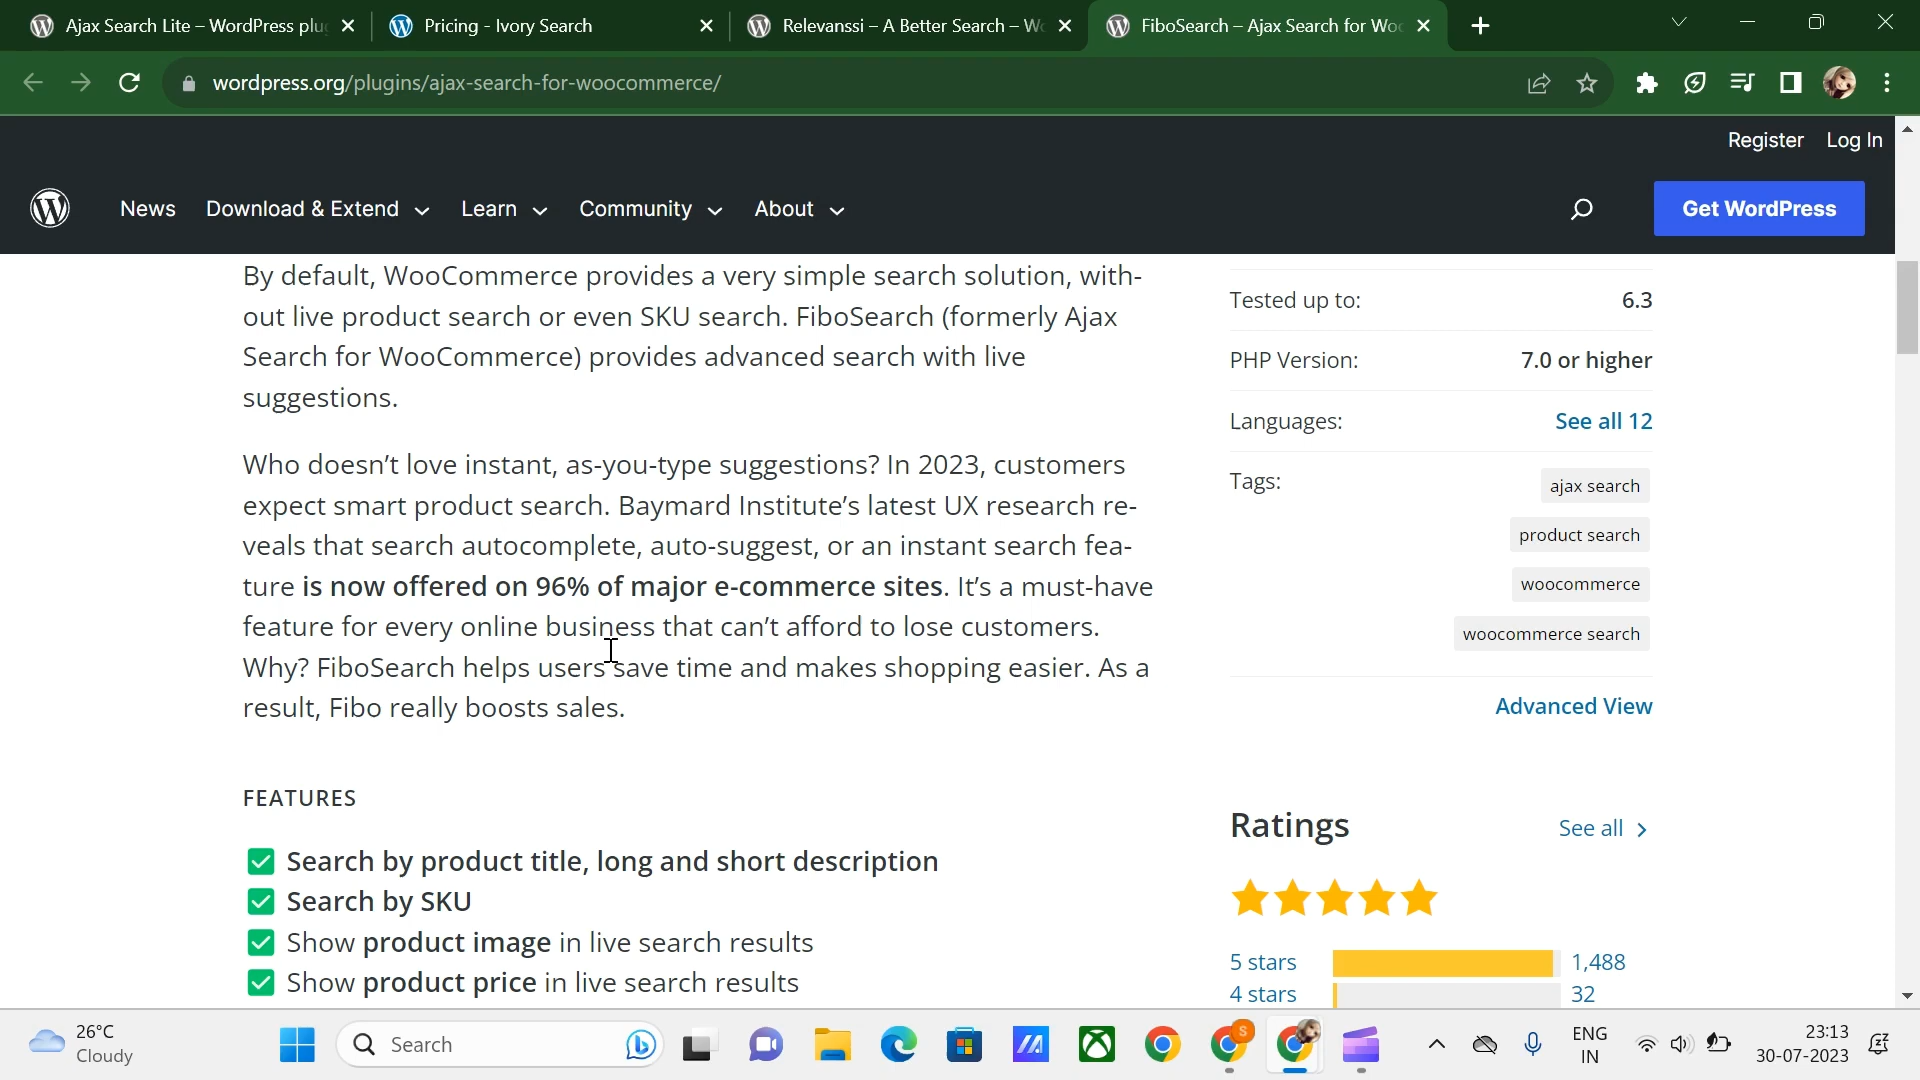 Ajax Search Lite – WordPress plu
Pricing - Ivory Search
Relevanssi – A Better Search – W
FiboSearch – Ajax Search for Woo
wordpress.org/plugins/ajax-search-for-woocommerce/
Register Log In
News Download & Extend Learn Community About Get WordPress
By default, WooCommerce provides a very simple search solution, with-
out live product search or even SKU search. FiboSearch (formerly Ajax
Search for WooCommerce) provides advanced search with live
suggestions.
Who doesn’t love instant, as-you-type suggestions? In 2023, customers
expect smart product search. Baymard Institute’s latest UX research re-
veals that search autocomplete, auto-suggest, or an instant search fea-
ture is now offered on 96% of major e-commerce sites. It’s a must-have
feature for every online business that can’t afford to lose customers.
Why? FiboSearch helps users save time and makes shopping easier. As a
result, Fibo really boosts sales.
FEATURES
Search by product title, long and short description
Search by SKU
Show product image in live search results
Show product price in live search results
Tested up to: 6.3
PHP Version: 7.0 or higher
Languages: See all 12
Tags: ajax search
product search
woocommerce
woocommerce search
Advanced View
Ratings See all
5 stars 1,488
4 stars 32
26°C
Cloudy
Search
S
ENG
IN
23:13
30-07-2023